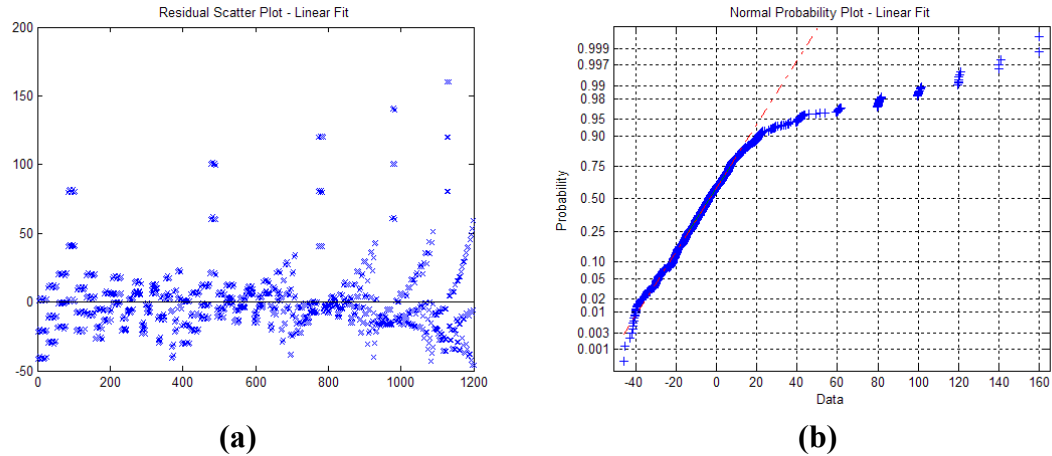 Residual Scatter Plot - Linear Fit
200
150
100
50
0
-50
0 200 400 600 800 1000 1200
(a)
Normal Probability Plot - Linear Fit
Probability
0.999
0.997
0.99
0.98
0.95
0.90
0.75
0.50
0.25
0.10
0.05
0.02
0.01
0.003
0.001
-40 -20 0 20 40 60 80 100 120 140 160
Data
(b)